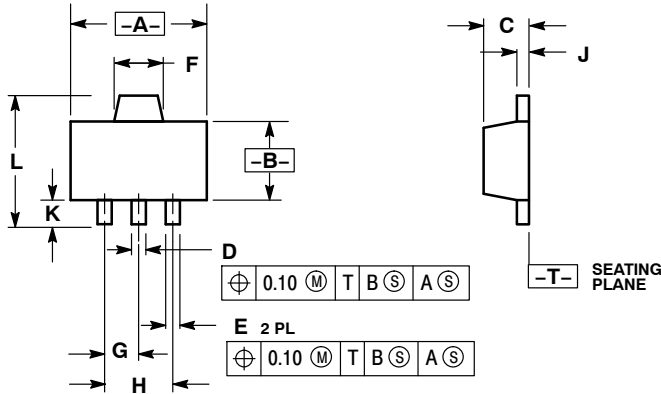 –A–
C
F
J
L
–B–
K
D
–T– SEATING
PLANE
⌖ 0.10 Ⓜ T B Ⓢ A Ⓢ
E 2 PL
⌖ 0.10 Ⓜ T B Ⓢ A Ⓢ
G
H